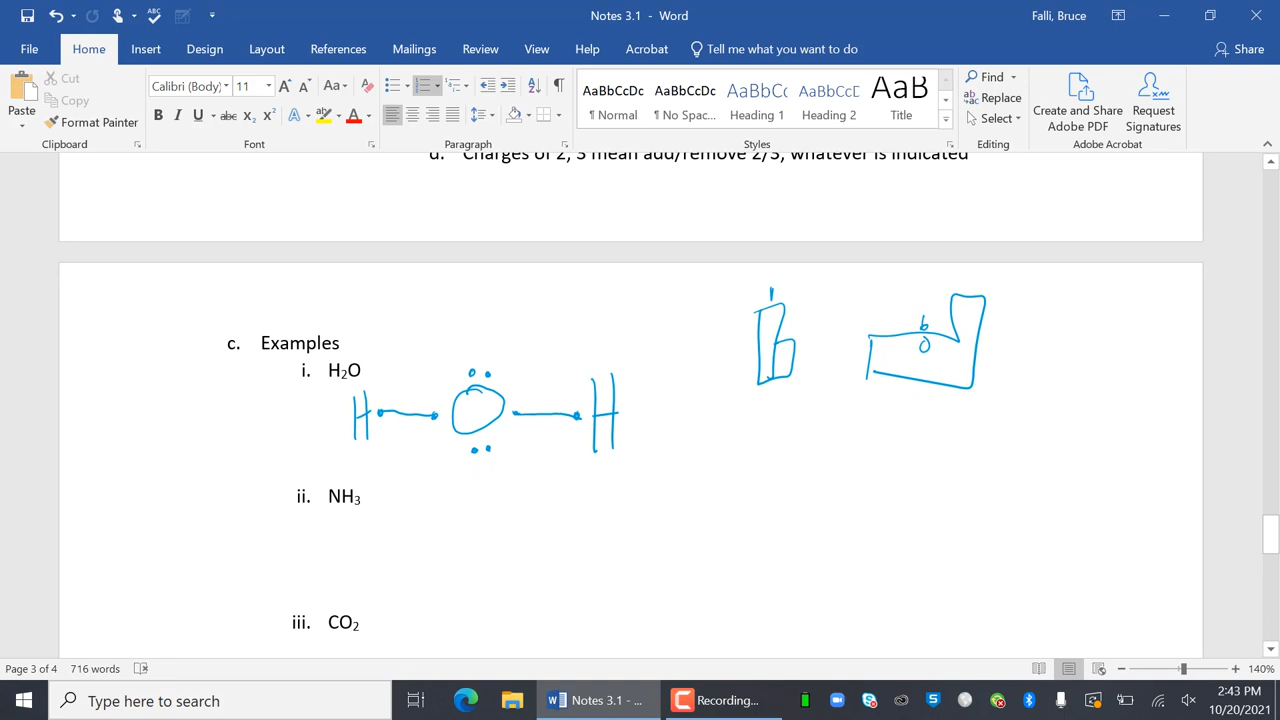 Notes 3.1 - Word
Falli, Bruce
File Home Insert Design Layout References Mailings Review View Help Acrobat Tell me what you want to do Share
Paste
Cut
Copy
Format Painter
Clipboard
Calibri (Body) 11
Font
Paragraph
AaBbCcDc AaBbCcDc AaBbCc AaBbCcD AaB
¶ Normal ¶ No Spac... Heading 1 Heading 2 Title
Styles
Find
Replace
Select
Editing
Create and Share
Adobe PDF
Request
Signatures
Adobe Acrobat
d. Charges of 2, 3 mean add/remove 2/3, whatever is indicated
c. Examples
i. H2O
H O H
1
6
O
ii. NH3
iii. CO2
Page 3 of 4 716 words 140%
Type here to search
Notes 3.1 - ...
Recording...
2:43 PM
10/20/2021